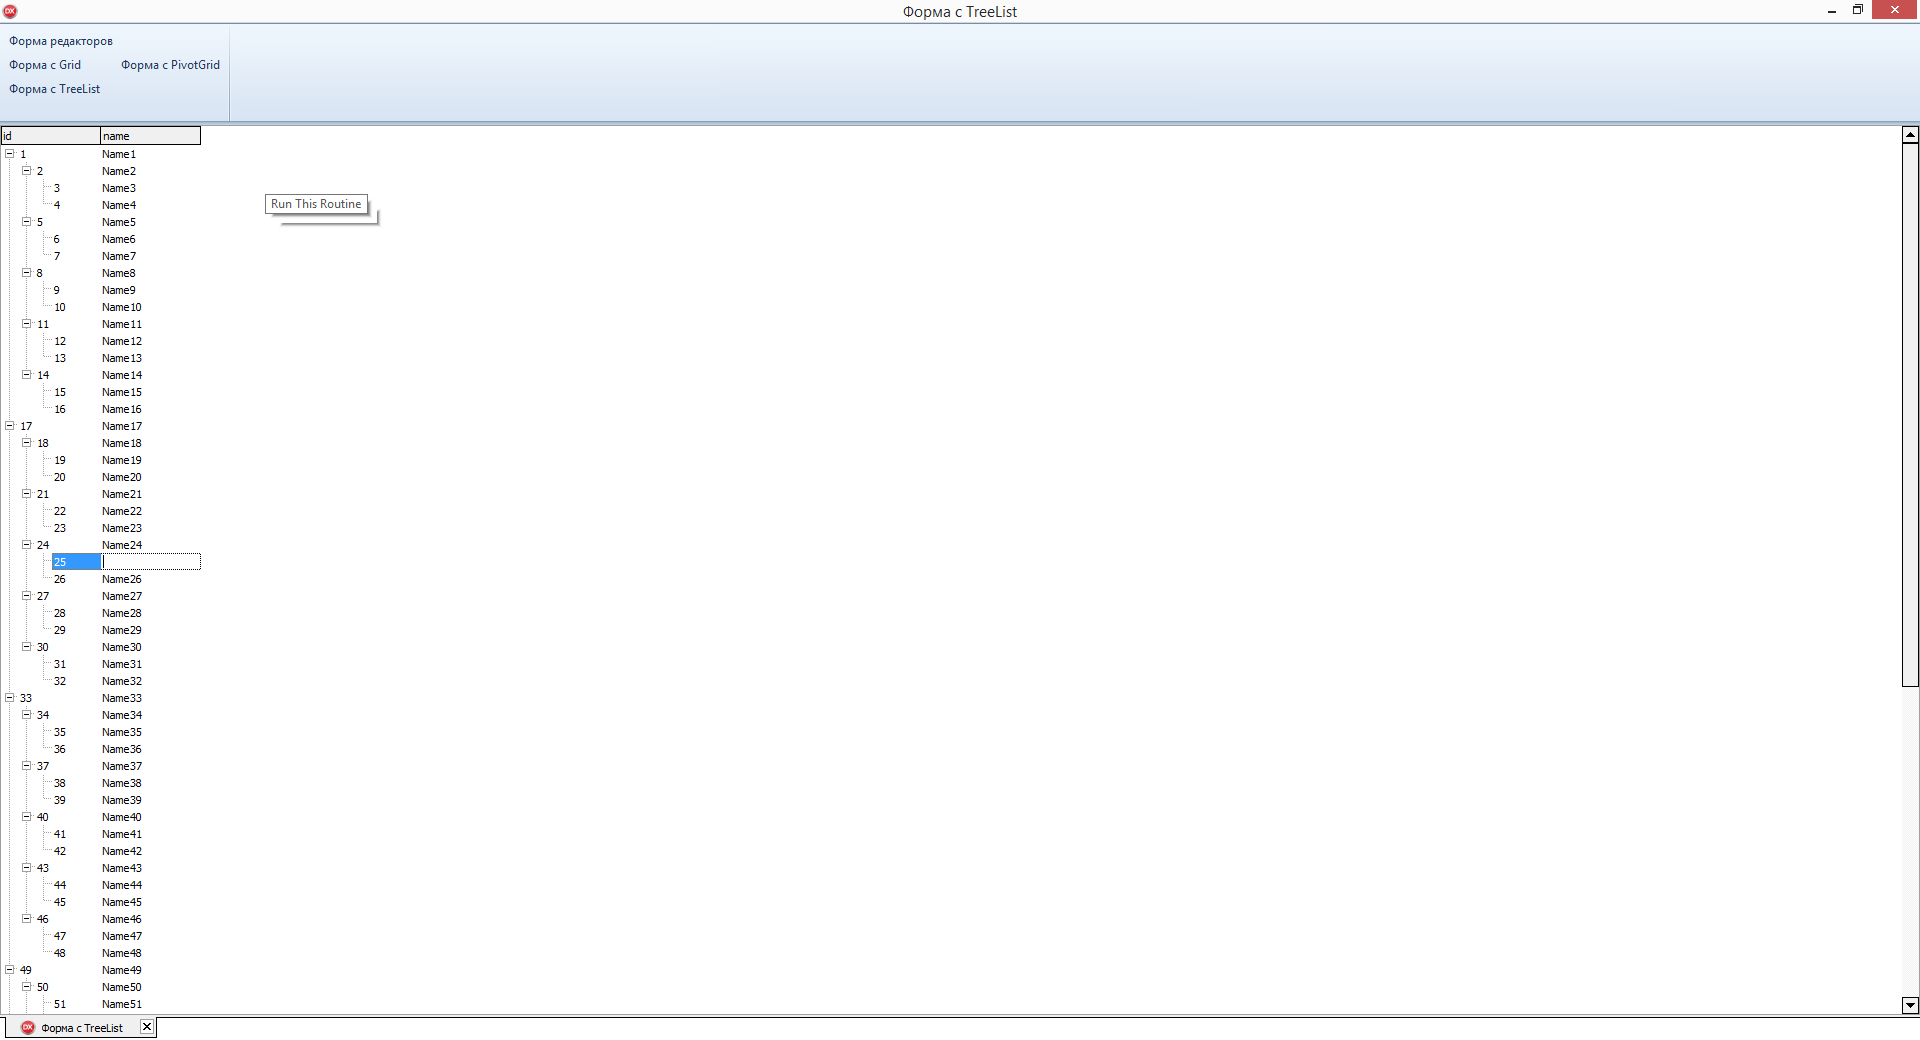 DX Форма с TreeList
Форма редакторов
Форма с Grid Форма с PivotGrid
Форма с TreeList
id name
1 Name1
2 Name2
3 Name3
4 Name4
Run This Routine
5 Name5
6 Name6
7 Name7
8 Name8
9 Name9
10 Name10
11 Name11
12 Name12
13 Name13
14 Name14
15 Name15
16 Name16
17 Name17
18 Name18
19 Name19
20 Name20
21 Name21
22 Name22
23 Name23
24 Name24
25
26 Name26
27 Name27
28 Name28
29 Name29
30 Name30
31 Name31
32 Name32
33 Name33
34 Name34
35 Name35
36 Name36
37 Name37
38 Name38
39 Name39
40 Name40
41 Name41
42 Name42
43 Name43
44 Name44
45 Name45
46 Name46
47 Name47
48 Name48
49 Name49
50 Name50
51 Name51
DX Форма с TreeList